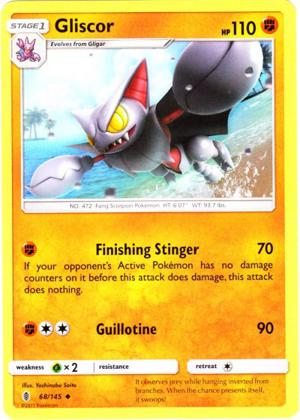 STAGE 1
Gliscor
HP 110
Evolves from Gligar
NO. 472 Fang Scorpion Pokémon HT: 6'07" WT: 93.7 lbs.
Finishing Stinger 70
If your opponent's Active Pokémon has no damage
counters on it before this attack does damage, this attack
does nothing.
Guillotine 90
weakness ×2 resistance retreat
Illus. Yoshinobu Saito
68/145
©2017 Pokémon
It observes prey while hanging inverted from
branches. When the chance presents itself,
it swoops!